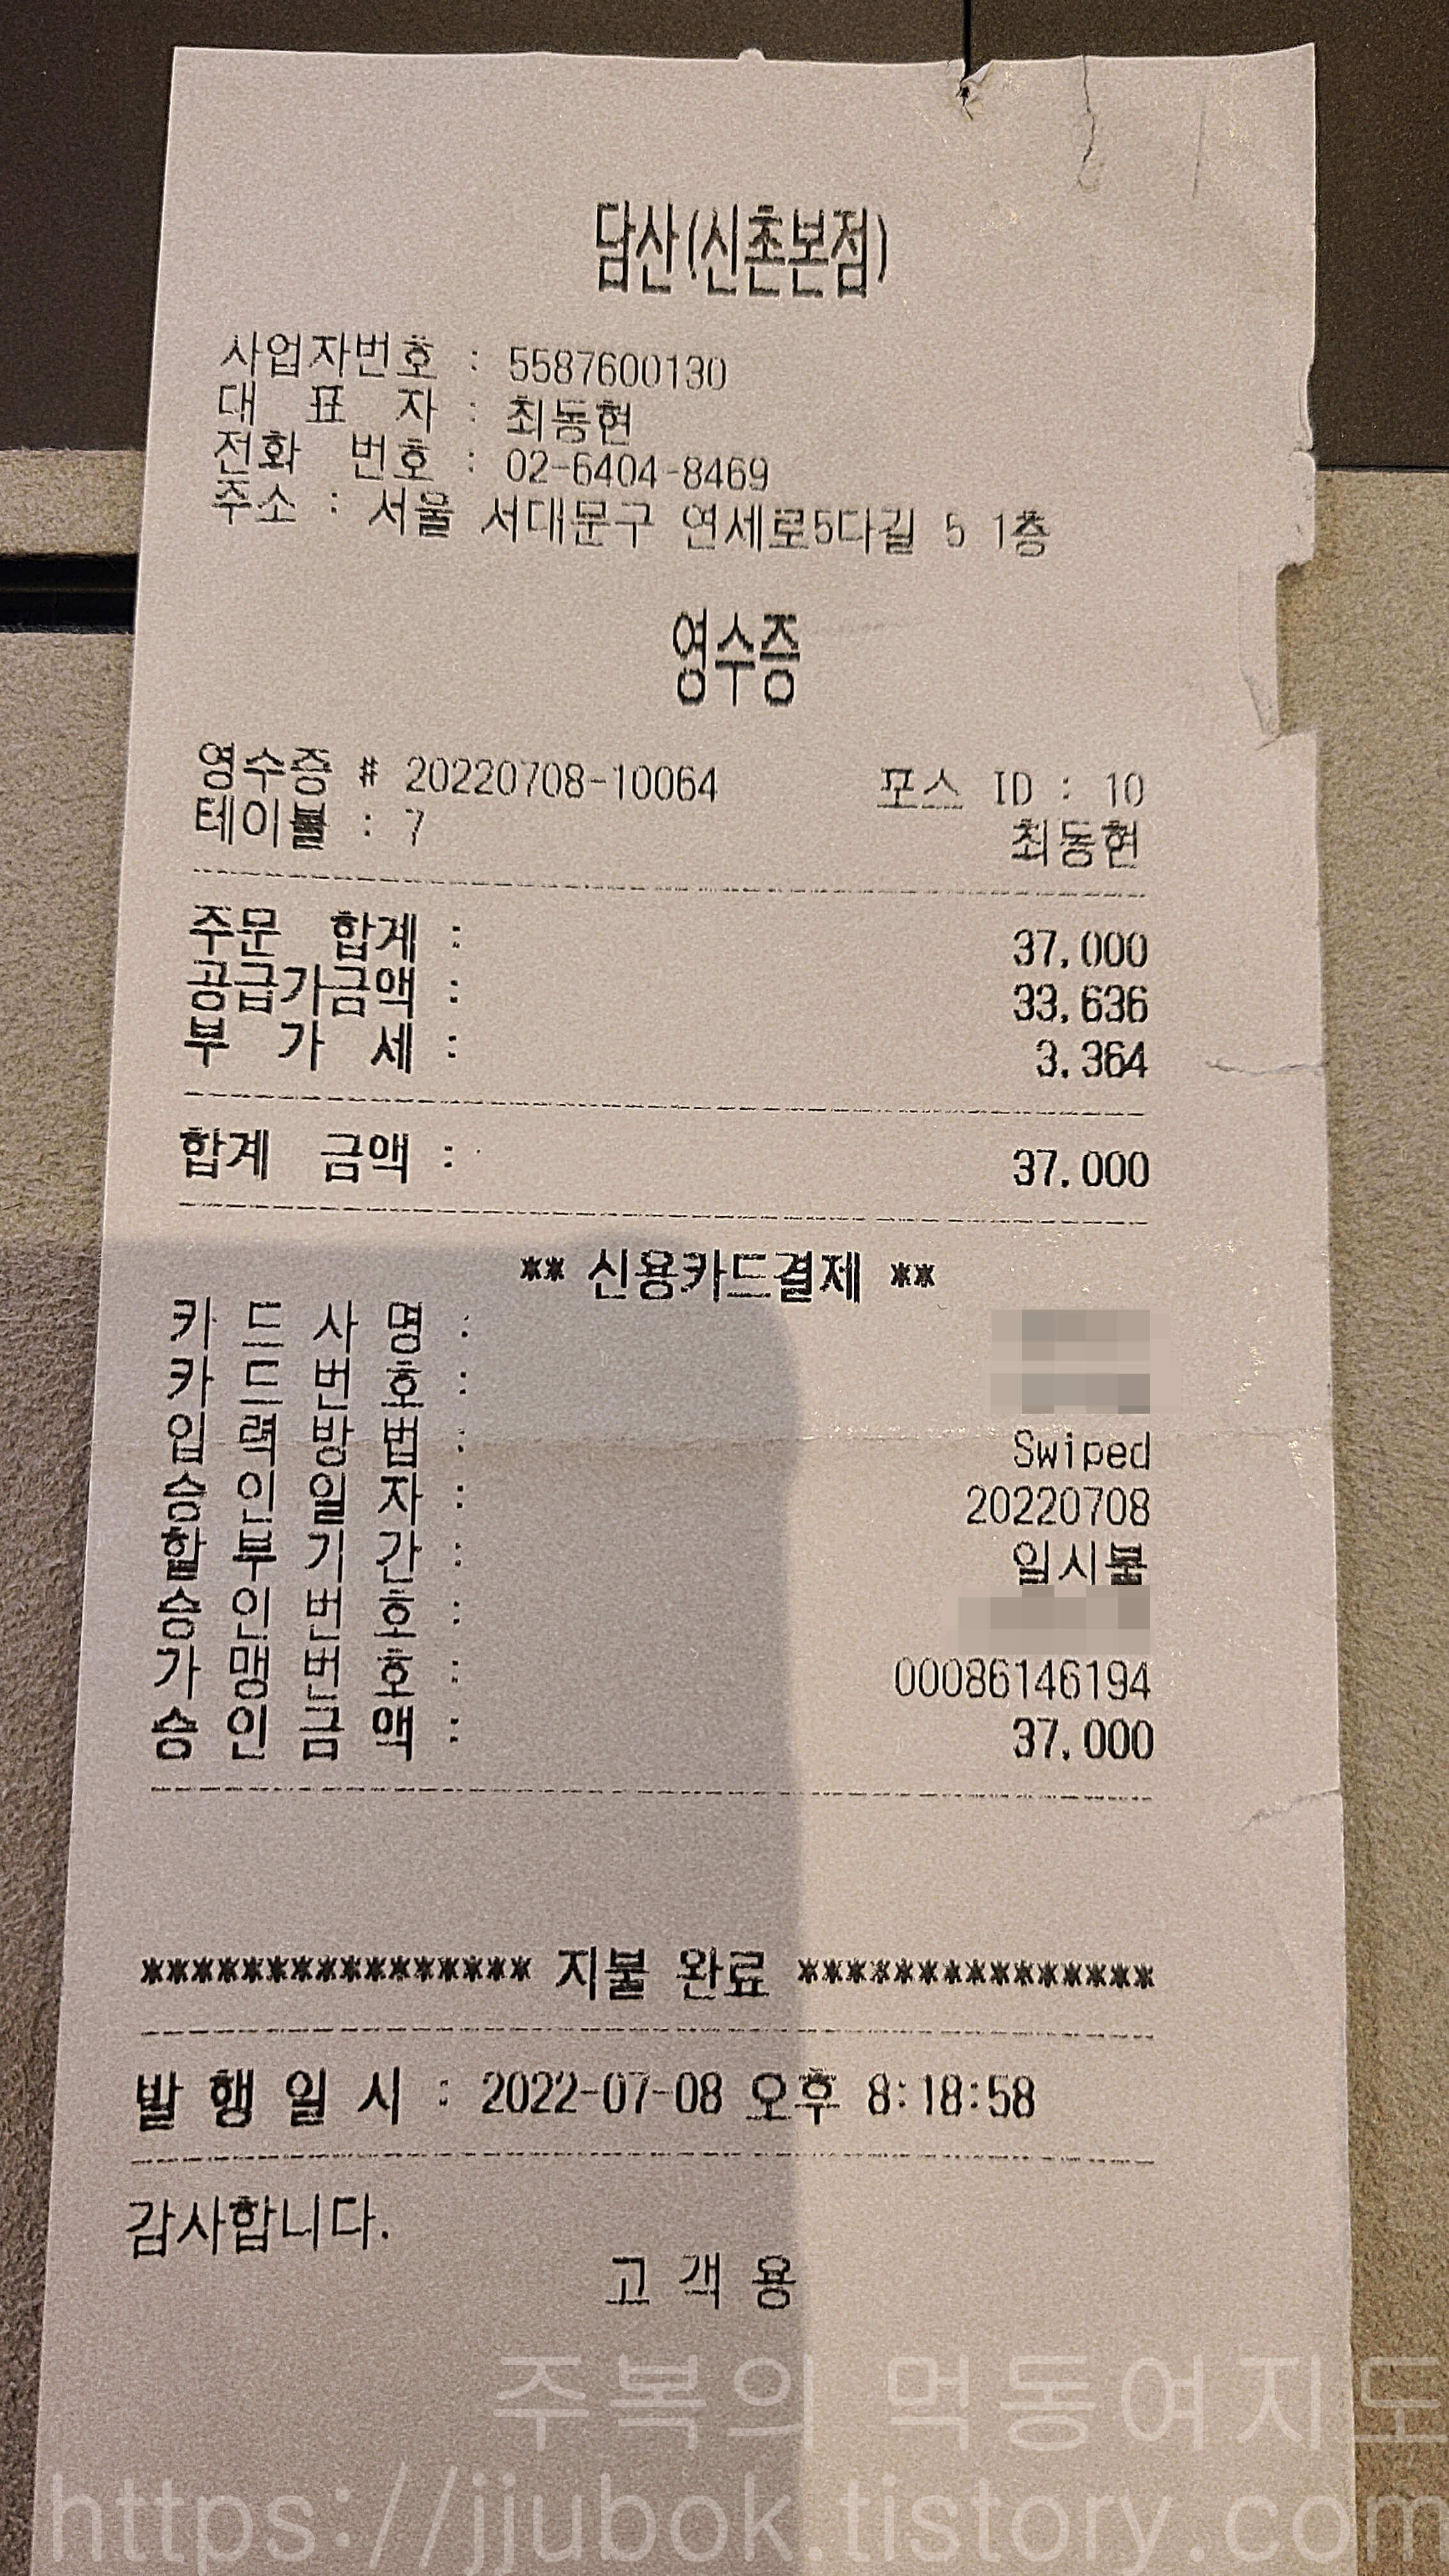 담산(신촌본점)
사업자번호 : 5587600130
대 표 자 : 최동현
전화 번호 : 02-6404-8469
주소 : 서울 서대문구 연세로5다길 5 1층
영수증
영수증 # 20220708-10064 포스 ID : 10
테이블 : 7 최동현
주문 합계 : 37,000
공급가금액 : 33,636
부 가 세 : 3,364
합계 금액 : 37,000
** 신용카드결제 **
카 드 사 명 :
카 드 번 호 :
입 력 방 법 : Swiped
승 인 일 자 : 20220708
할 부 기 간 : 일시불
승 인 번 호 :
가 맹 번 호 : 00086146194
승 인 금 액 : 37,000
**************** 지불 완료 ***************
발 행 일 시 : 2022-07-08 오후 8:18:58
감사합니다.
고 객 용
주복의 먹동여지도
https://jjubok.tistory.com